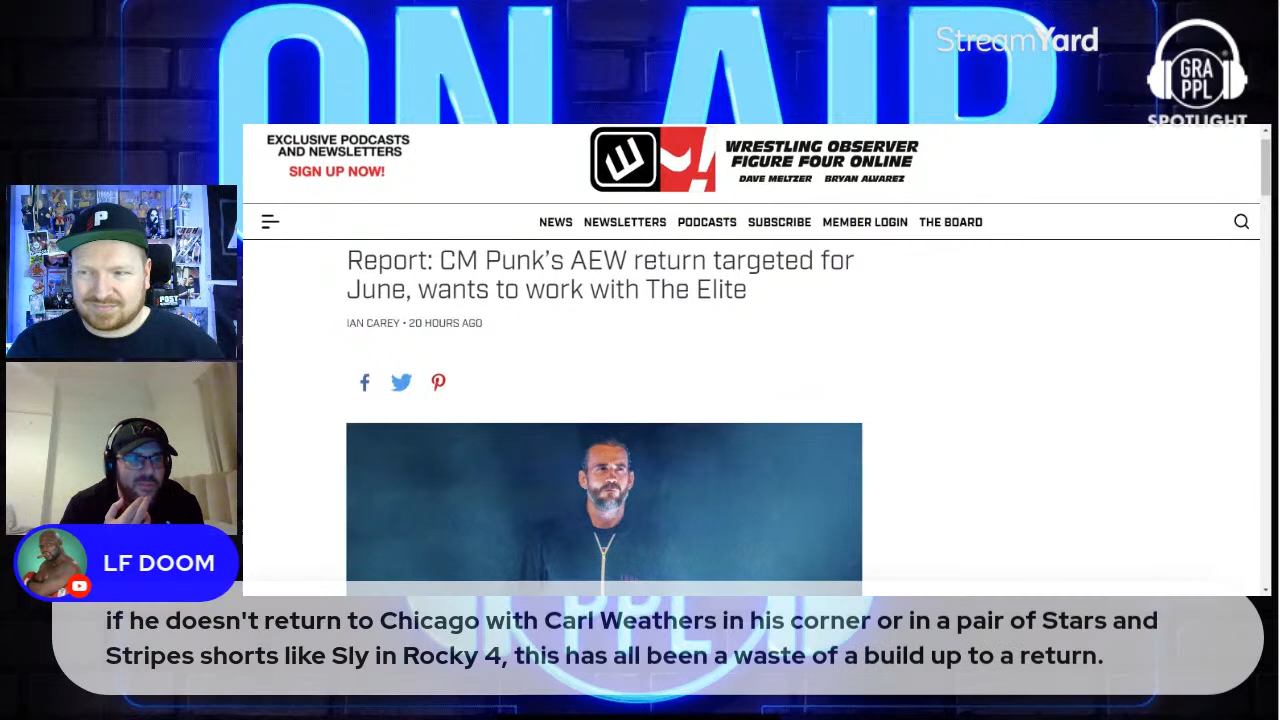 ON AIR
StreamYard
GRA
PPL
SPOTLIGHT
EXCLUSIVE PODCASTS
AND NEWSLETTERS
SIGN UP NOW!
WRESTLING OBSERVER
FIGURE FOUR ONLINE
DAVE MELTZER BRYAN ALVAREZ
NEWS NEWSLETTERS PODCASTS SUBSCRIBE MEMBER LOGIN THE BOARD
Report: CM Punk's AEW return targeted for
June, wants to work with The Elite
IAN CAREY • 20 HOURS AGO
LF DOOM
if he doesn't return to Chicago with Carl Weathers in his corner or in a pair of Stars and
Stripes shorts like Sly in Rocky 4, this has all been a waste of a build up to a return.
PPL